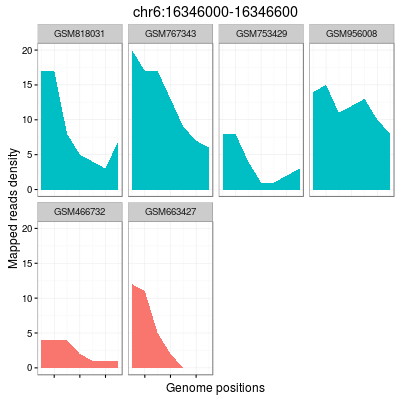 chr6:16346000-16346600
GSM818031 GSM767343 GSM753429 GSM956008
20
15
10
5
0
GSM466732 GSM663427
20
15
10
5
0
Mapped reads density
Genome positions